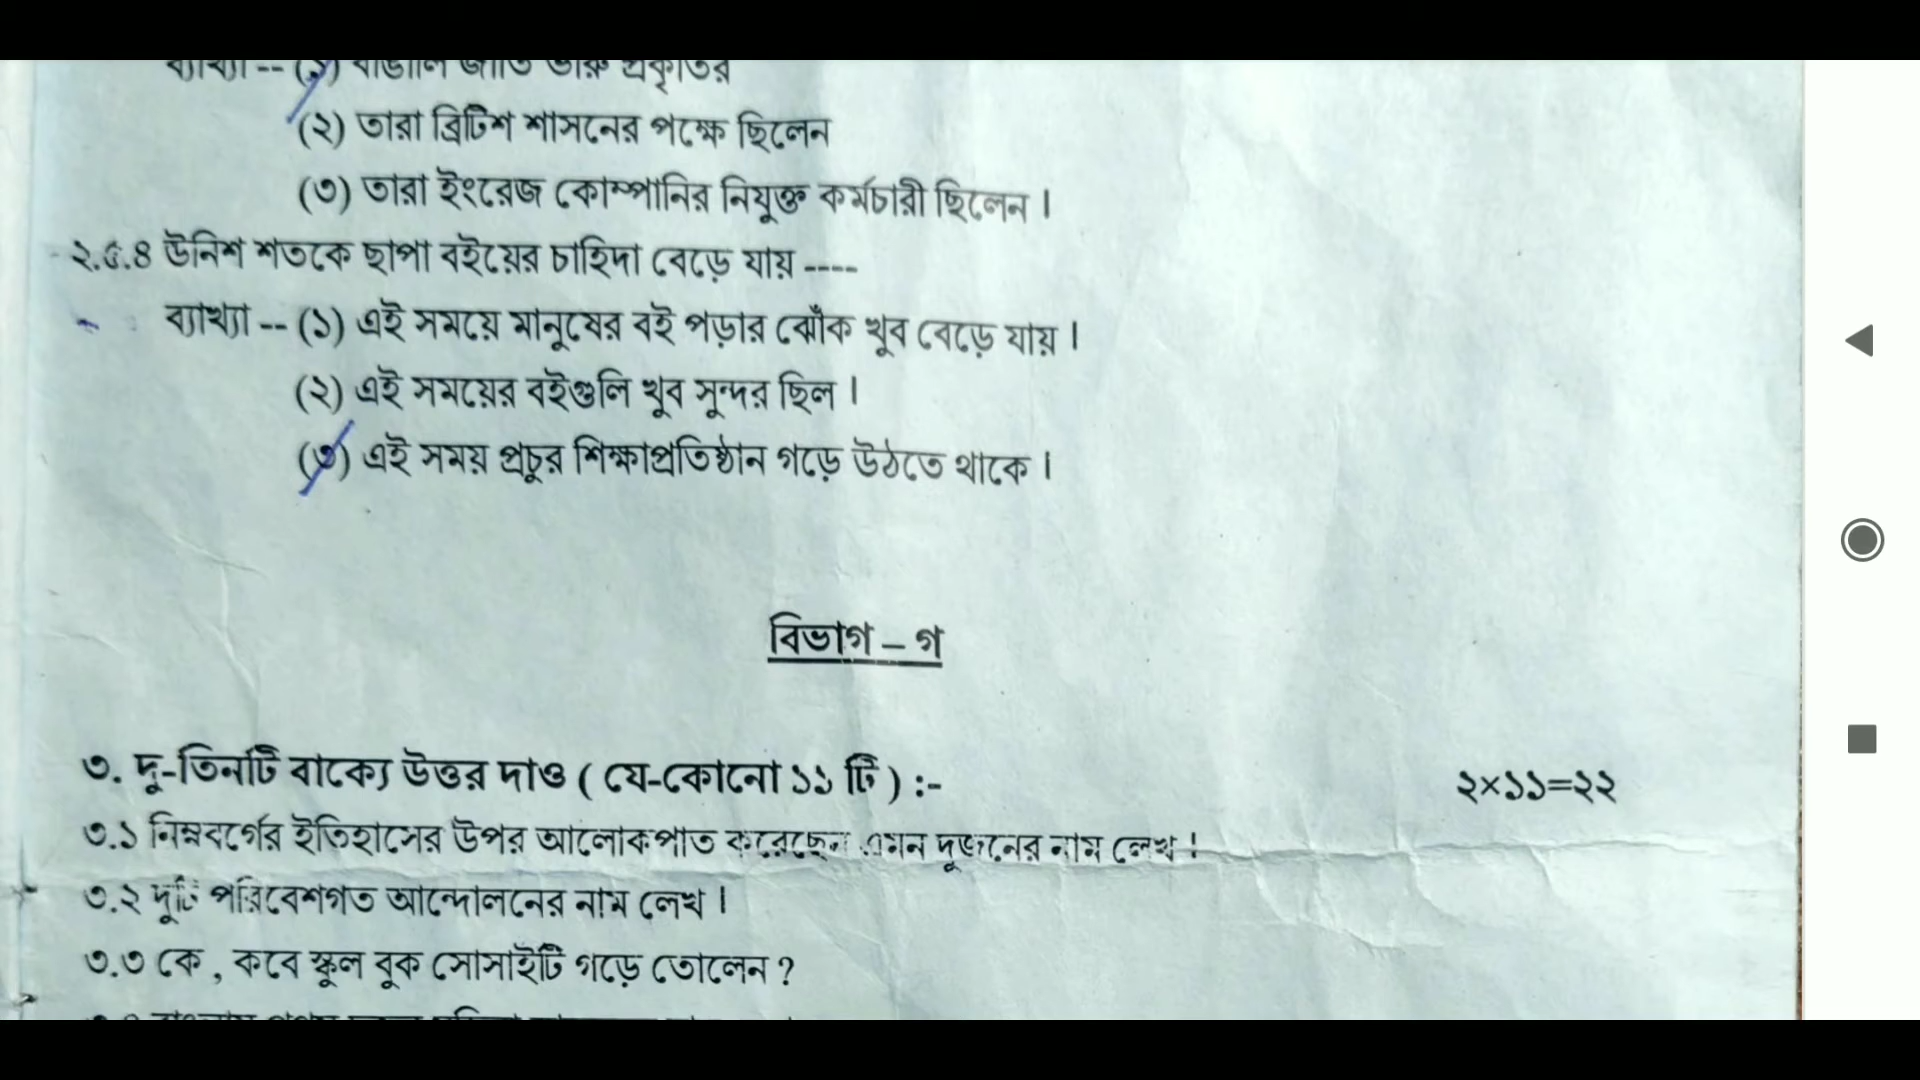 ব্যাখ্যা -- (১) বাঙালি জাতি ভীরু প্রকৃতির
(২) তারা ব্রিটিশ শাসনের পক্ষে ছিলেন
(৩) তারা ইংরেজ কোম্পানির নিযুক্ত কর্মচারী ছিলেন।
২.৫.৪ উনিশ শতকে ছাপা বইয়ের চাহিদা বেড়ে যায় ----
ব্যাখ্যা -- (১) এই সময়ে মানুষের বই পড়ার ঝোঁক খুব বেড়ে যায়।
(২) এই সময়ের বইগুলি খুব সুন্দর ছিল।
(৩) এই সময় প্রচুর শিক্ষাপ্রতিষ্ঠান গড়ে উঠতে থাকে।
বিভাগ – গ
৩. দু-তিনটি বাক্যে উত্তর দাও ( যে-কোনো ১১ টি ) :- ২×১১=২২
৩.১ নিম্নবর্গের ইতিহাসের উপর আলোকপাত করেছেন এমন দুজনের নাম লেখ।
৩.২ দুটি পরিবেশগত আন্দোলনের নাম লেখ।
৩.৩ কে , কবে স্কুল বুক সোসাইটি গড়ে তোলেন ?